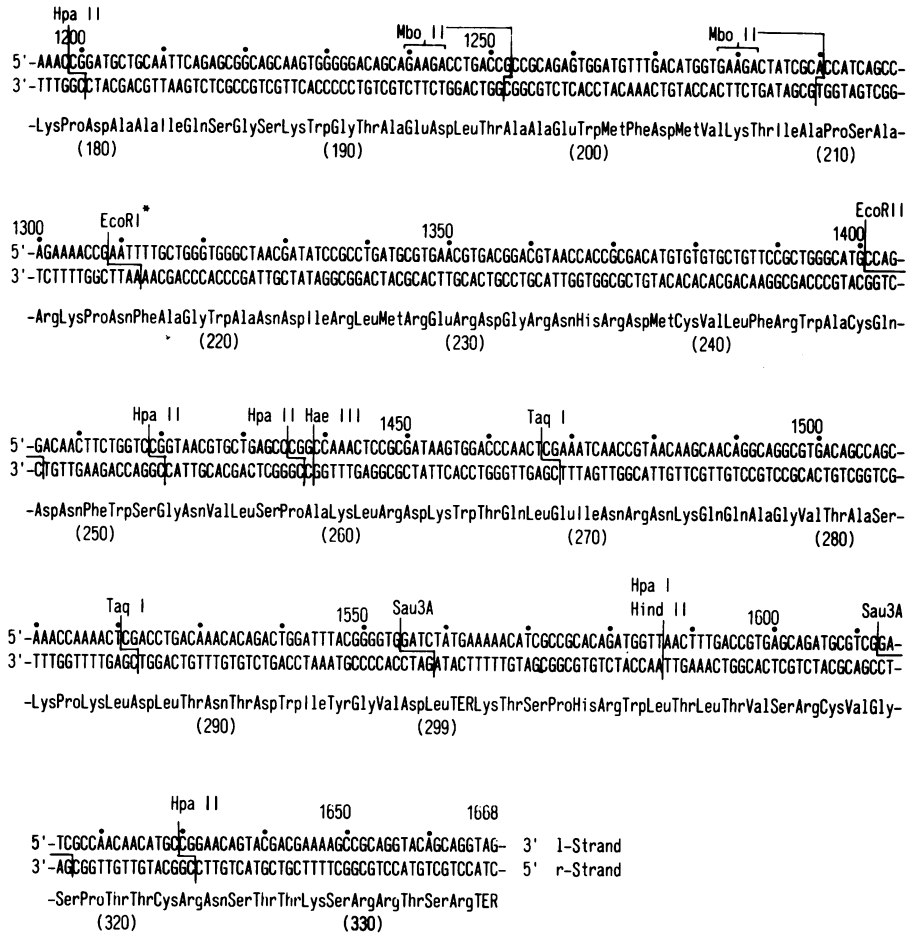 Hpa II
1200
Mbo II
1250
Mbo II
5'-AAACCGGATGCTGCAATTCAGAGCGGCAGCAAGTGGGGGACAGCAGAAGACCTGACCGCCGCAGAGTGGATGTTTGACATGGTGAAGACTATCGCACCATCAGCC-
3'-TTTGGCCTACGACGTTAAGTCTCGCCGTCGTTCACCCCCTGTCGTCTTCTGGACTGGCGGCGTCTCACCTACAAACTGTACCACTTCTGATAGCGTGGTAGTCGG-
-LysProAspAlaAlaIleGlnSerGlySerLysTrpGlyThrAlaGluAspLeuThrAlaAlaGluTrpMetPheAspMetValLysThrIleAlaProSerAla-
(180) (190) (200) (210)
EcoRI*
EcoRII
1300 1350 1400
5'-AGAAAACCGAATTTTGCTGGGTGGGCTAACGATATCCGCCTGATGCGTGAACGTGACGGACGTAACCACCGCGACATGTGTGTGCTGTTCCGCTGGGCATGCCAG-
3'-TCTTTTGGCTTAAAACGACCCACCCGATTGCTATAGGCGGACTACGCACTTGCACTGCCTGCATTGGTGGCGCTGTACACACACGACAAGGCGACCCGTACGGTC-
-ArgLysProAsnPheAlaGlyTrpAlaAsnAspIleArgLeuMetArgGluArgAspGlyArgAsnHisArgAspMetCysValLeuPheArgTrpAlaCysGln-
(220) (230) (240)
Hpa II
Hpa II
Hae III
1450
Taq I
1500
5'-GACAACTTCTGGTCCGGTAACGTGCTGAGCCCGGCCAAACTCCGCGATAAGTGGACCCAACTCGAAATCAACCGTAACAAGCAACAGGCAGGCGTGACAGCCAGC-
3'-CTGTTGAAGACCAGGCCATTGCACGACTCGGGCCGGTTTGAGGCGCTATTCACCTGGGTTGAGCTTTAGTTGGCATTGTTCGTTGTCCGTCCGCACTGTCGGTCG-
-AspAsnPheTrpSerGlyAsnValLeuSerProAlaLysLeuArgAspLysTrpThrGlnLeuGluIleAsnArgAsnLysGlnGlnAlaGlyValThrAlaSer-
(250) (260) (270) (280)
Taq I
1550
Sau3A
Hpa I
Hind II
1600
Sau3A
5'-AAACCAAAACTCGACCTGACAAACACAGACTGGATTTACGGGGTGGATCTATGAAAAACATCGCCGCACAGATGGTTAACTTTGACCGTGAGCAGATGCGTCGGA-
3'-TTTGGTTTTGAGCTGGACTGTTTGTGTCTGACCTAAATGCCCCACCTAGATACTTTTTGTAGCGGCGTGTCTACCAATTGAAACTGGCACTCGTCTACGCAGCCT-
-LysProLysLeuAspLeuThrAsnThrAspTrpIleTyrGlyValAspLeuTERLysThrSerProHisArgTrpLeuThrLeuThrValSerArgCysValGly-
(290) (299)
Hpa II
1650 1668
5'-TCGCCAACAACATGCCGGAACAGTACGACGAAAAGCCGCAGGTACAGCAGGTAG- 3' l-Strand
3'-AGCGGTTGTTGTACGGCCTTGTCATGCTGCTTTTCGGCGTCCATGTCGTCCATC- 5' r-Strand
-SerProThrThrCysArgAsnSerThrThrLysSerArgArgThrSerArgTER
(320) (330)